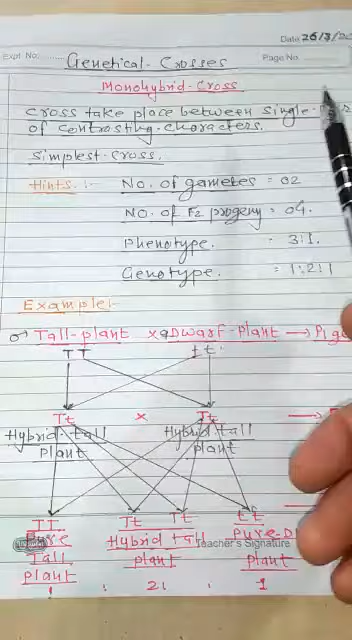 Date 26/3/20
Expt. No.
Genetical Crosses
Page No.
Monohybrid-Cross
Cross take place between single
of contrasting-characters.
Simplest-cross.
Hints :- No. of gametes = 02
No. of F2 progeny = 04.
Phenotype. = 3:1.
Genotype. = 1:2:1
Example:-
♂ Tall-plant x ♀ Dwarf-Plant →
TT tt
Tt x Tt →
Hybrid-tall Hybrid-tall
Plant plant
TT Tt Tt tt
Pure Hybrid tall Pure-D
Teacher's Signature
Tall plant plant
plant
1 : 2 : 1